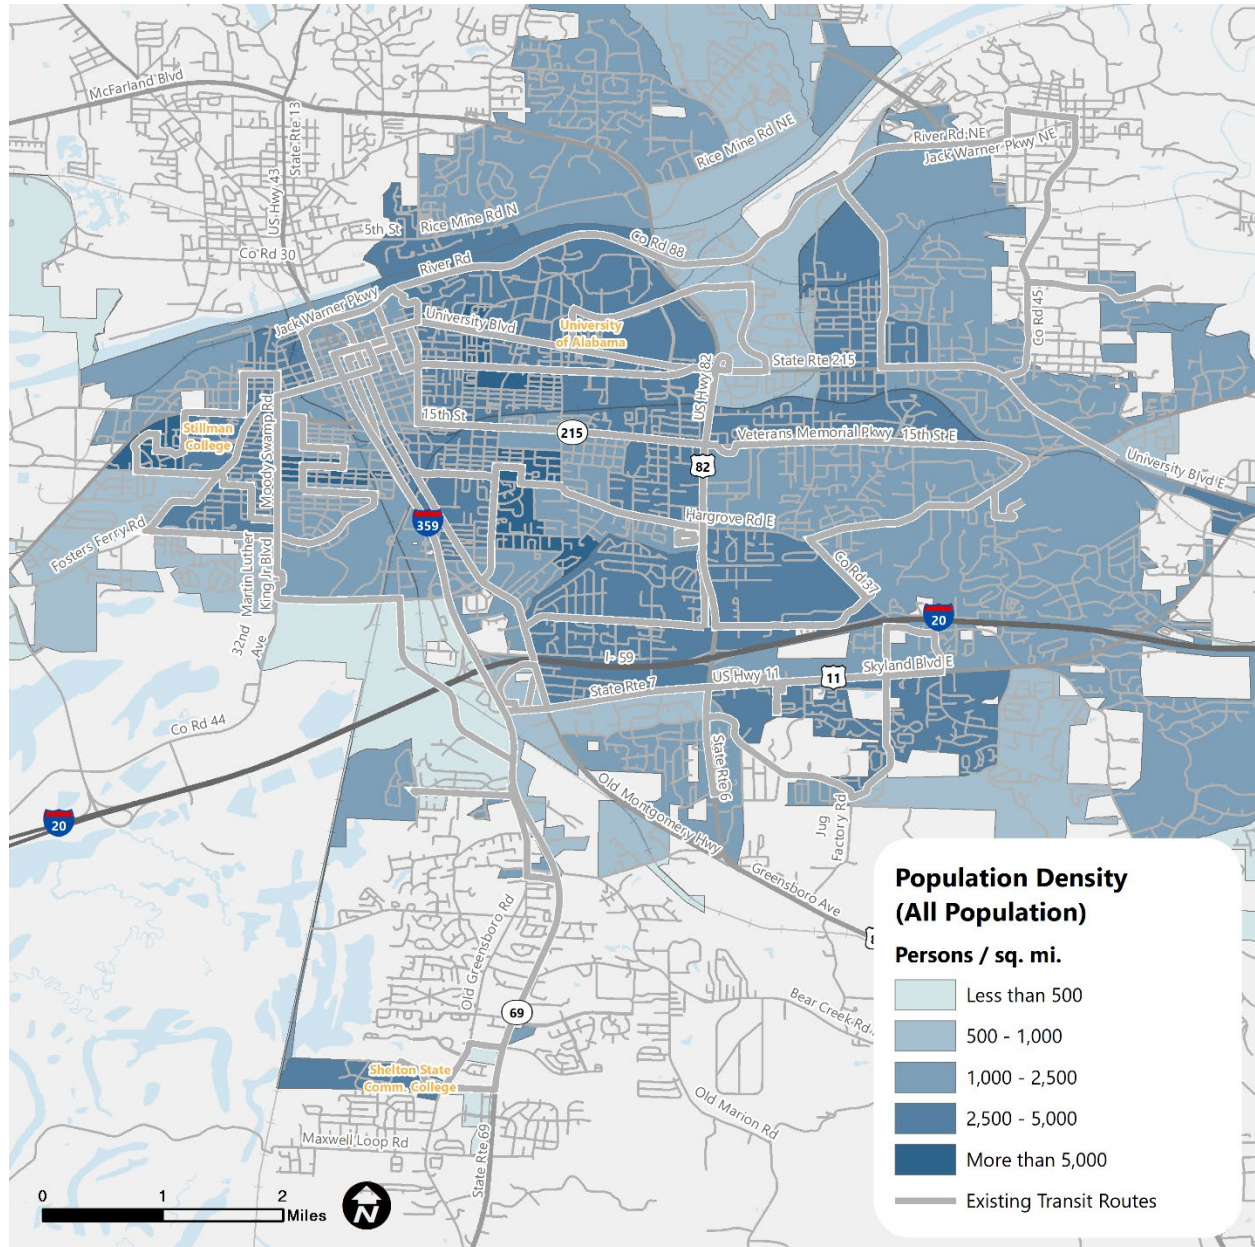 McFarland Blvd
State Rte 13
US Hwy 43
River Rd NE
Jack Warner Pkwy NE
Rice Mine Rd NE
Rice Mine Rd N
5th St
Co Rd 30
River Rd
Co Rd 88
Jack Warner Pkwy
University Blvd
University
of Alabama
Co Rd 45
US Hwy 82
State Rte 215
15th St
215
Stillman
College
MoodySwamp Rd
Veterans Memorial Pkwy
15th St E
82
University Blvd E
Fosters Ferry Rd
359
Hargrove Rd E
Martin Luther
King Jr Blvd
Co Rd 37
32nd
Ave
20
I- 59
Skyland Blvd E
US Hwy 11
11
State Rte 7
Co Rd 44
State Rte 6
20
Old Montgomery Hwy
Jug
Factory Rd
Greensboro Ave
Old Greensboro Rd
69
Bear Creek Rd
Shelton State
Comm. College
Old Marion Rd
Maxwell Loop Rd
State Rte 69
Population Density
(All Population)
Persons / sq. mi.
Less than 500
500 - 1,000
1,000 - 2,500
2,500 - 5,000
More than 5,000
Existing Transit Routes
0 1 2
Miles
N